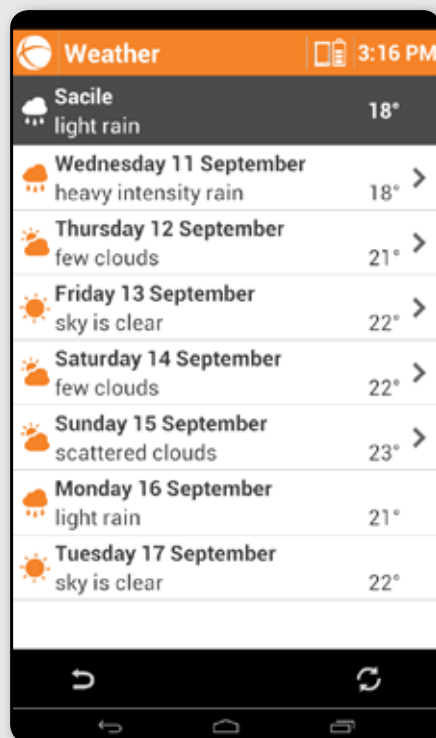 Weather 3:16 PM
Sacile
18°
light rain
Wednesday 11 September
heavy intensity rain 18°
Thursday 12 September
few clouds 21°
Friday 13 September
sky is clear 22°
Saturday 14 September
few clouds 22°
Sunday 15 September
scattered clouds 23°
Monday 16 September
light rain 21°
Tuesday 17 September
sky is clear 22°